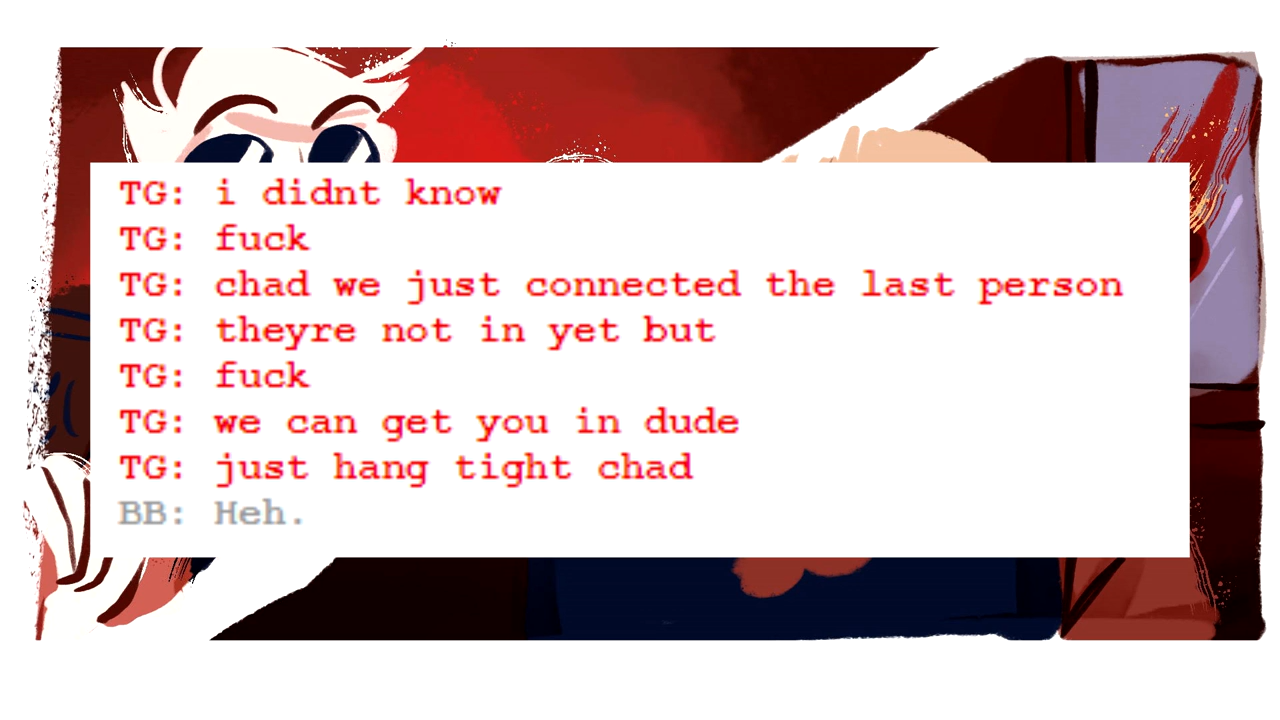 TG: i didnt know
TG: fuck
TG: chad we just connected the last person
TG: theyre not in yet but
TG: fuck
TG: we can get you in dude
TG: just hang tight chad
BB: Heh.